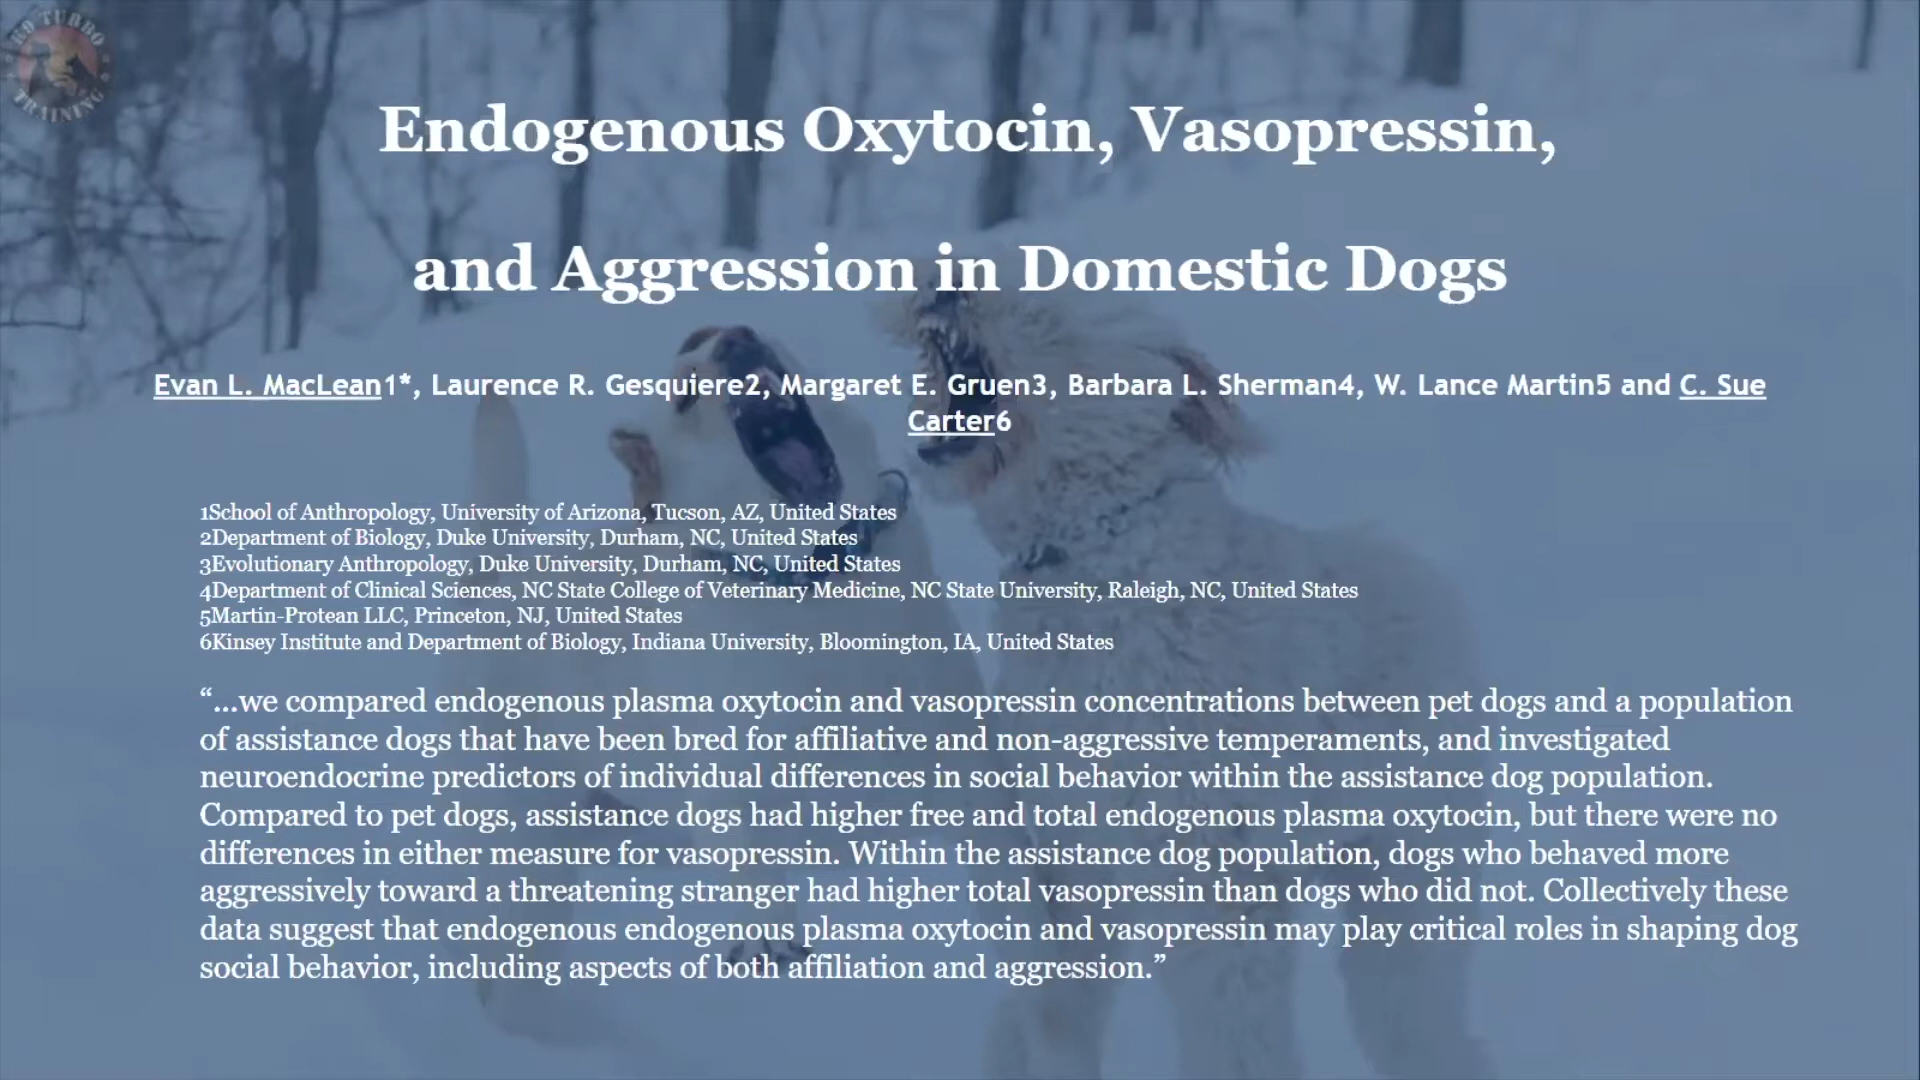 K9 TURBO
TRAINING
Endogenous Oxytocin, Vasopressin,
and Aggression in Domestic Dogs
Evan L. MacLean1*, Laurence R. Gesquiere2, Margaret E. Gruen3, Barbara L. Sherman4, W. Lance Martin5 and C. Sue
Carter6
1School of Anthropology, University of Arizona, Tucson, AZ, United States
2Department of Biology, Duke University, Durham, NC, United States
3Evolutionary Anthropology, Duke University, Durham, NC, United States
4Department of Clinical Sciences, NC State College of Veterinary Medicine, NC State University, Raleigh, NC, United States
5Martin-Protean LLC, Princeton, NJ, United States
6Kinsey Institute and Department of Biology, Indiana University, Bloomington, IA, United States
“...we compared endogenous plasma oxytocin and vasopressin concentrations between pet dogs and a population
of assistance dogs that have been bred for affiliative and non-aggressive temperaments, and investigated
neuroendocrine predictors of individual differences in social behavior within the assistance dog population.
Compared to pet dogs, assistance dogs had higher free and total endogenous plasma oxytocin, but there were no
differences in either measure for vasopressin. Within the assistance dog population, dogs who behaved more
aggressively toward a threatening stranger had higher total vasopressin than dogs who did not. Collectively these
data suggest that endogenous endogenous plasma oxytocin and vasopressin may play critical roles in shaping dog
social behavior, including aspects of both affiliation and aggression.”